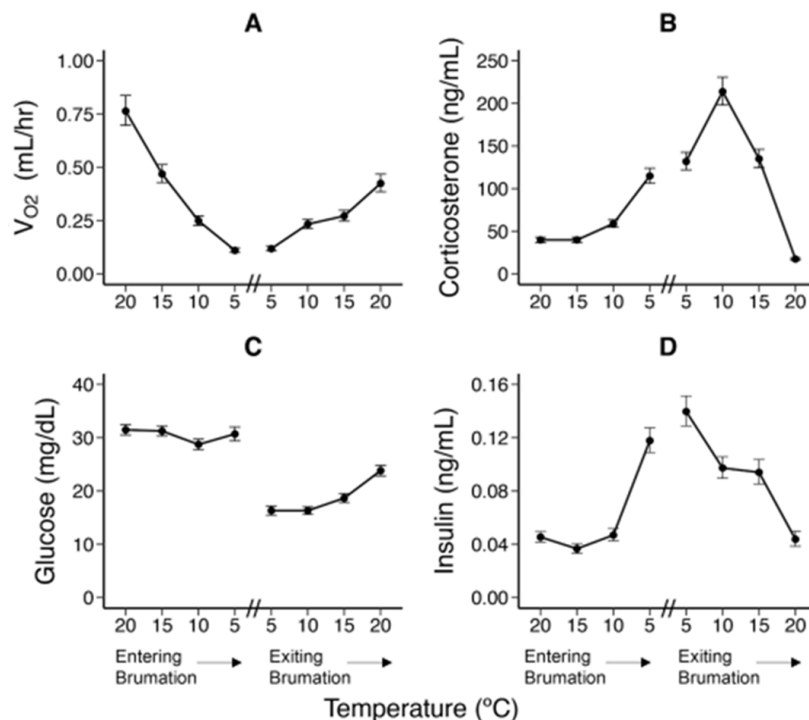 A
V_O2 (mL/hr)
1.00
0.75
0.50
0.25
0.00
20 15 10 5 // 5 10 15 20
B
Corticosterone (ng/mL)
250
200
150
100
50
0
20 15 10 5 // 5 10 15 20
C
Glucose (mg/dL)
40
30
20
10
0
20 15 10 5 // 5 10 15 20
Entering
Brumation
Exiting
Brumation
D
Insulin (ng/mL)
0.16
0.12
0.08
0.04
0.00
20 15 10 5 // 5 10 15 20
Entering
Brumation
Exiting
Brumation
Temperature (ºC)